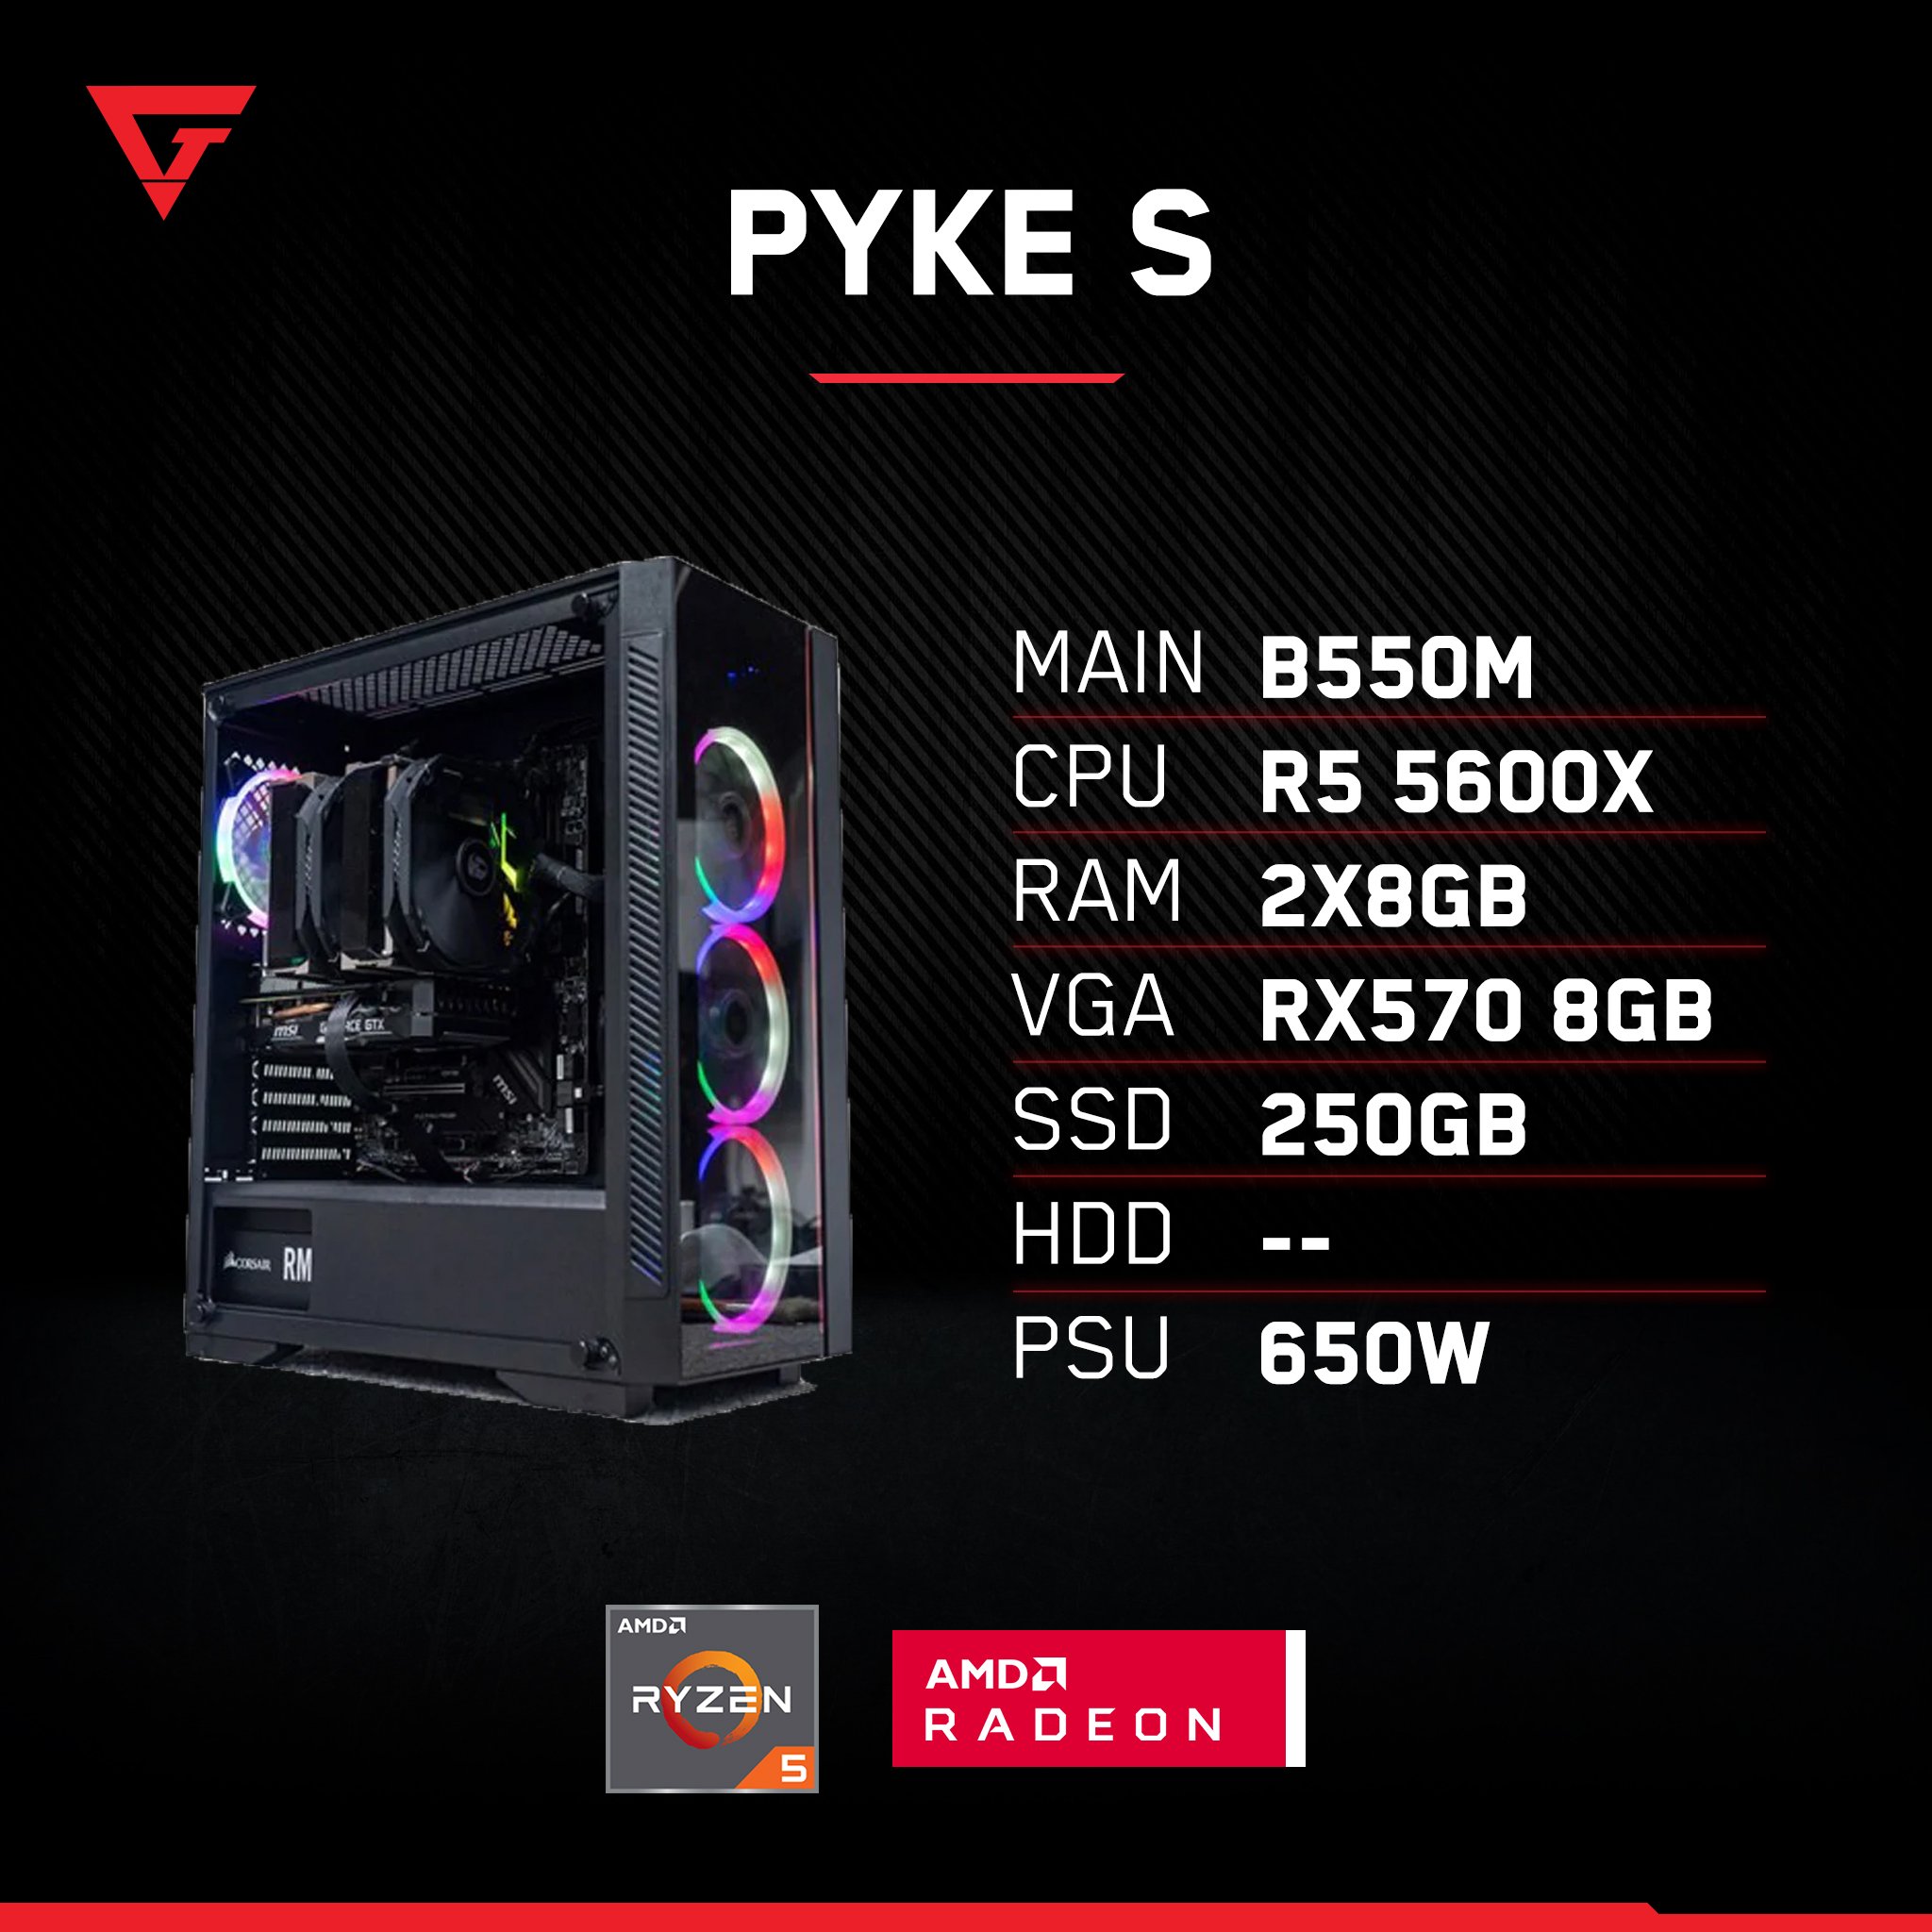 PYKE S
MAIN B550M
CPU R5 5600X
RAM 2X8GB
VGA RX570 8GB
SSD 250GB
HDD --
PSU 650W
msi
GTX
msi
CORSAIR RM
AMD
RYZEN
5
AMD
RADEON